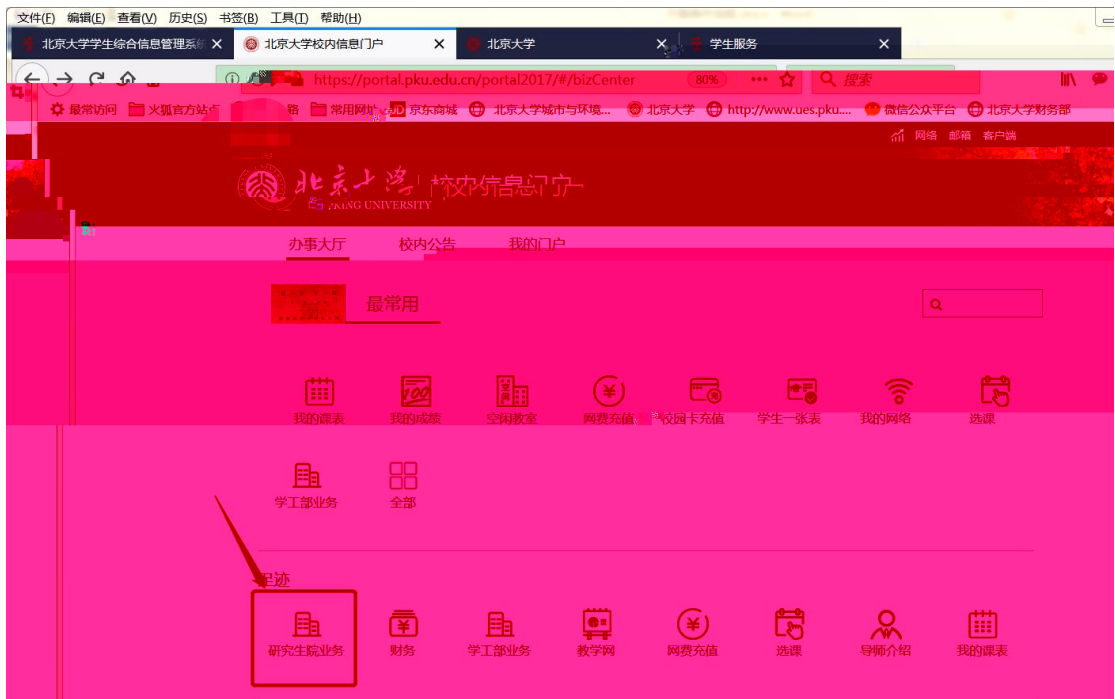 文件(F) 编辑(E) 查看(V) 历史(S) 书签(B) 工具(T) 帮助(H)
北京大学学生综合信息管理系统 北京大学校内信息门户 北京大学 学生服务
https://portal.pku.edu.cn/portal2017/#/bizCenter 80% 搜索
最常访问 火狐官方站点 路 常用网址 JD 京东商城 北京大学城市与环境... 北京大学 http://www.ues.pku.... 微信公众平台 北京大学财务部
网络 邮箱 客户端
北京大学 校内信息门户
PEKING UNIVERSITY
办事大厅 校内公告 我的门户
最常用
我的课表 我的成绩 空闲教室 网费充值 校园卡充值 学生一张表 我的网络 选课
学工部业务 全部
足迹
研究生院业务 财务 学工部业务 教学网 网费充值 选课 导师介绍 我的课表